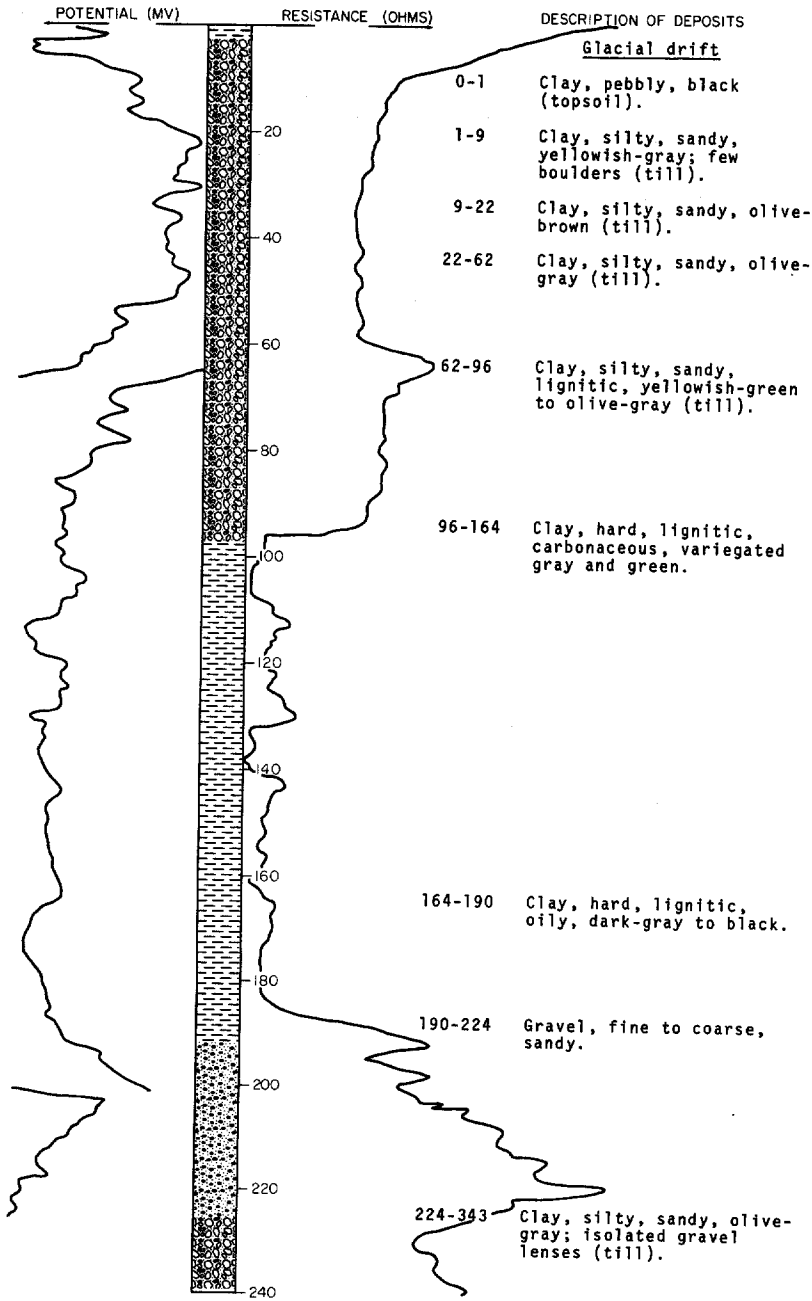 POTENTIAL (MV) RESISTANCE (OHMS) DESCRIPTION OF DEPOSITS
Glacial drift
0-1 Clay, pebbly, black
(topsoil).
20
1-9 Clay, silty, sandy,
yellowish-gray; few
boulders (till).
9-22 Clay, silty, sandy, olive-
brown (till).
40
22-62 Clay, silty, sandy, olive-
gray (till).
60
62-96 Clay, silty, sandy,
lignitic, yellowish-green
to olive-gray (till).
80
96-164 Clay, hard, lignitic,
carbonaceous, variegated
gray and green.
100
120
140
160
164-190 Clay, hard, lignitic,
oily, dark-gray to black.
180
190-224 Gravel, fine to coarse,
sandy.
200
220
224-343 Clay, silty, sandy, olive-
gray; isolated gravel
lenses (till).
240